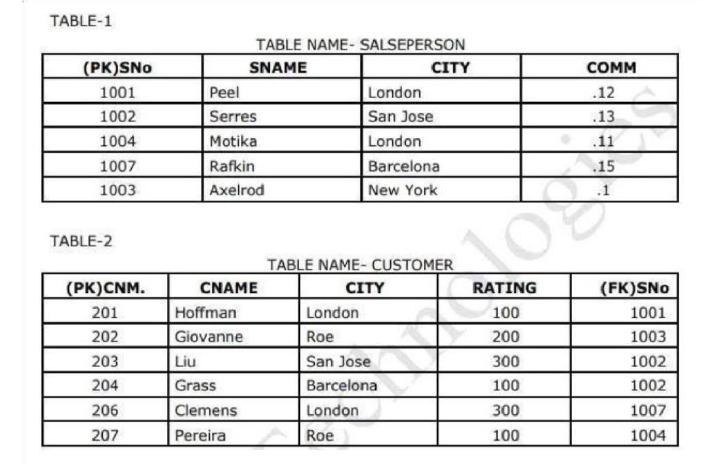 TABLE-1
TABLE NAME- SALSEPERSON
(PK)SNo SNAME CITY COMM
1001 Peel London .12
1002 Serres San Jose .13
1004 Motika London .11
1007 Rafkin Barcelona .15
1003 Axelrod New York .1
TABLE-2
TABLE NAME- CUSTOMER
(PK)CNM. CNAME CITY RATING (FK)SNo
201 Hoffman London 100 1001
202 Giovanne Roe 200 1003
203 Liu San Jose 300 1002
204 Grass Barcelona 100 1002
206 Clemens London 300 1007
207 Pereira Roe 100 1004
Technologies